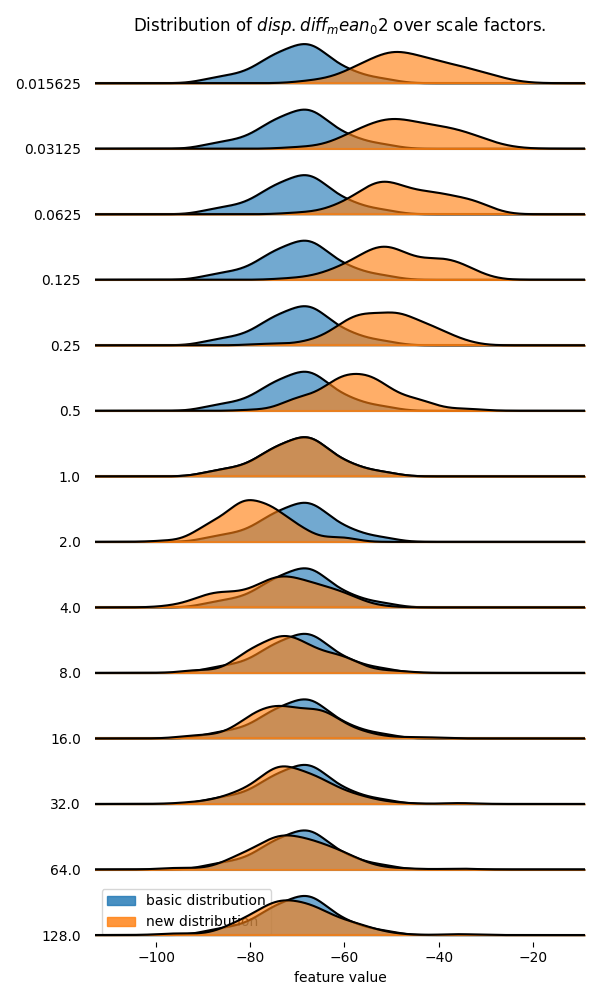 Distribution of disp. diff_mean_02 over scale factors.
0.015625
0.03125
0.0625
0.125
0.25
0.5
1.0
2.0
4.0
8.0
16.0
32.0
64.0
128.0
basic distribution
new distribution
−100 −80 −60 −40 −20
feature value